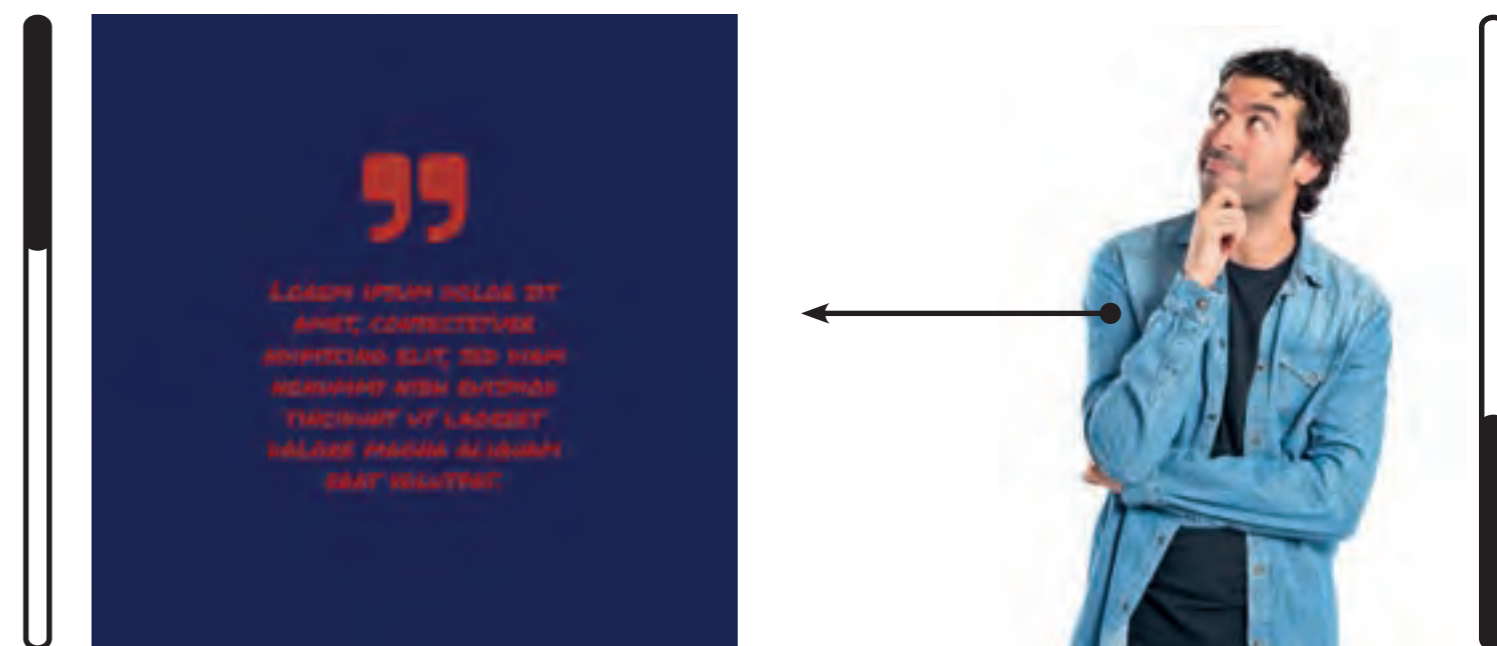 ”
LOREM IPSUM DOLOR SIT
AMET, CONSECTETUER
ADIPISCING ELIT, SED DIAM
NONUMMY NIBH EUISMOD
TINCIDUNT UT LAOREET
DOLORE MAGNA ALIQUAM
ERAT VOLUTPAT.